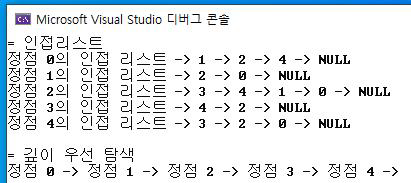 Microsoft Visual Studio 디버그 콘솔
= 인접리스트
정점 0의 인접 리스트 -> 1 -> 2 -> 4 -> NULL
정점 1의 인접 리스트 -> 2 -> 0 -> NULL
정점 2의 인접 리스트 -> 3 -> 4 -> 1 -> 0 -> NULL
정점 3의 인접 리스트 -> 4 -> 2 -> NULL
정점 4의 인접 리스트 -> 3 -> 2 -> 0 -> NULL
= 깊이 우선 탐색
정점 0 -> 정점 1 -> 정점 2 -> 정점 3 -> 정점 4 ->